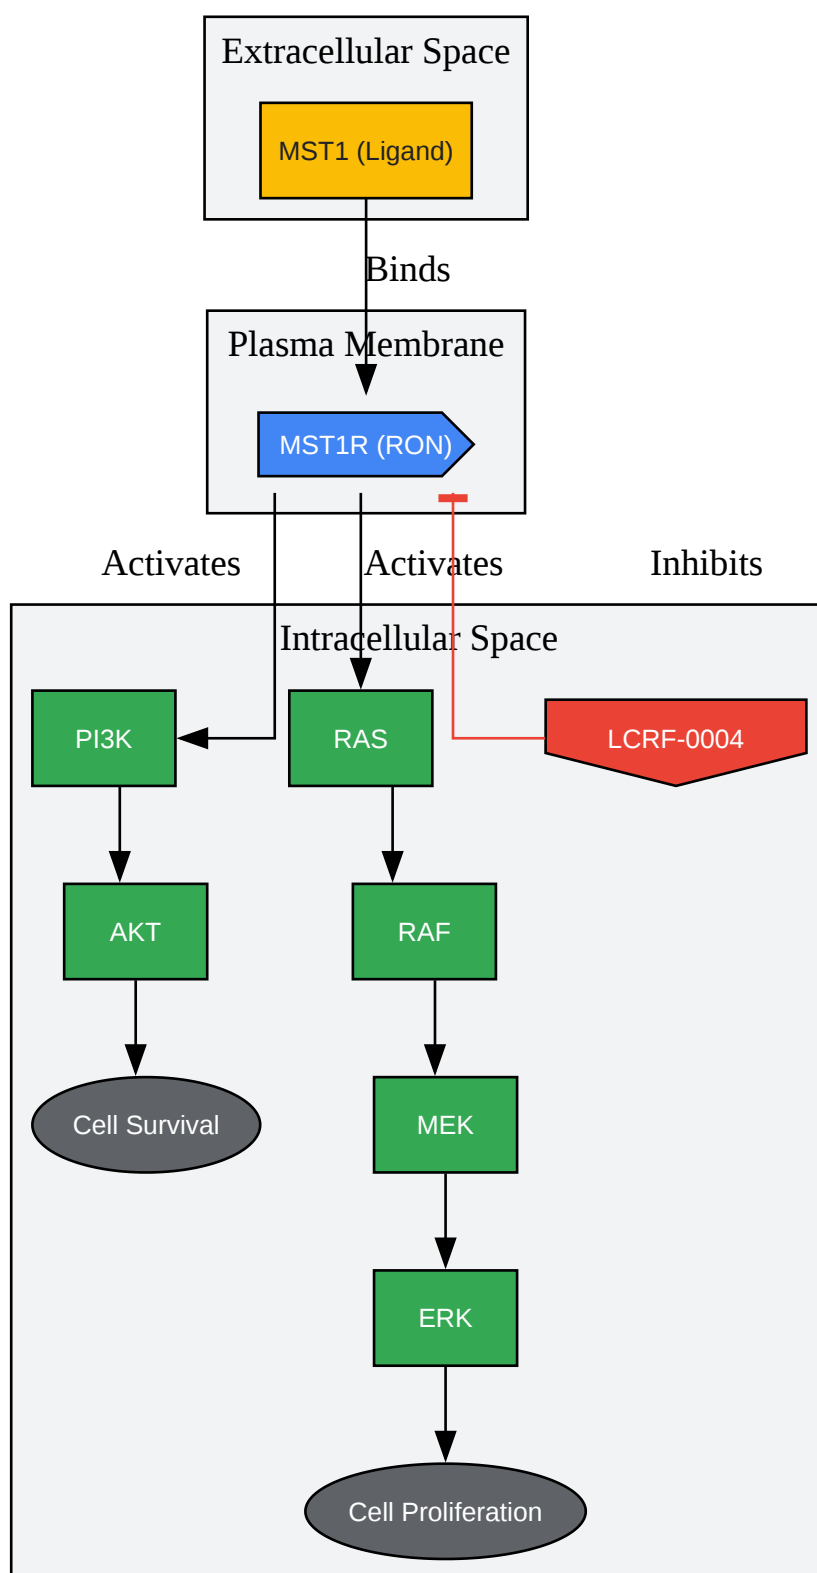 Extracellular Space
MST1 (Ligand)
Binds
Plasma Membrane
MST1R (RON)
Activates
Activates
Inhibits
Intracellular Space
PI3K
RAS
LCRF-0004
AKT
RAF
Cell Survival
MEK
ERK
Cell Proliferation